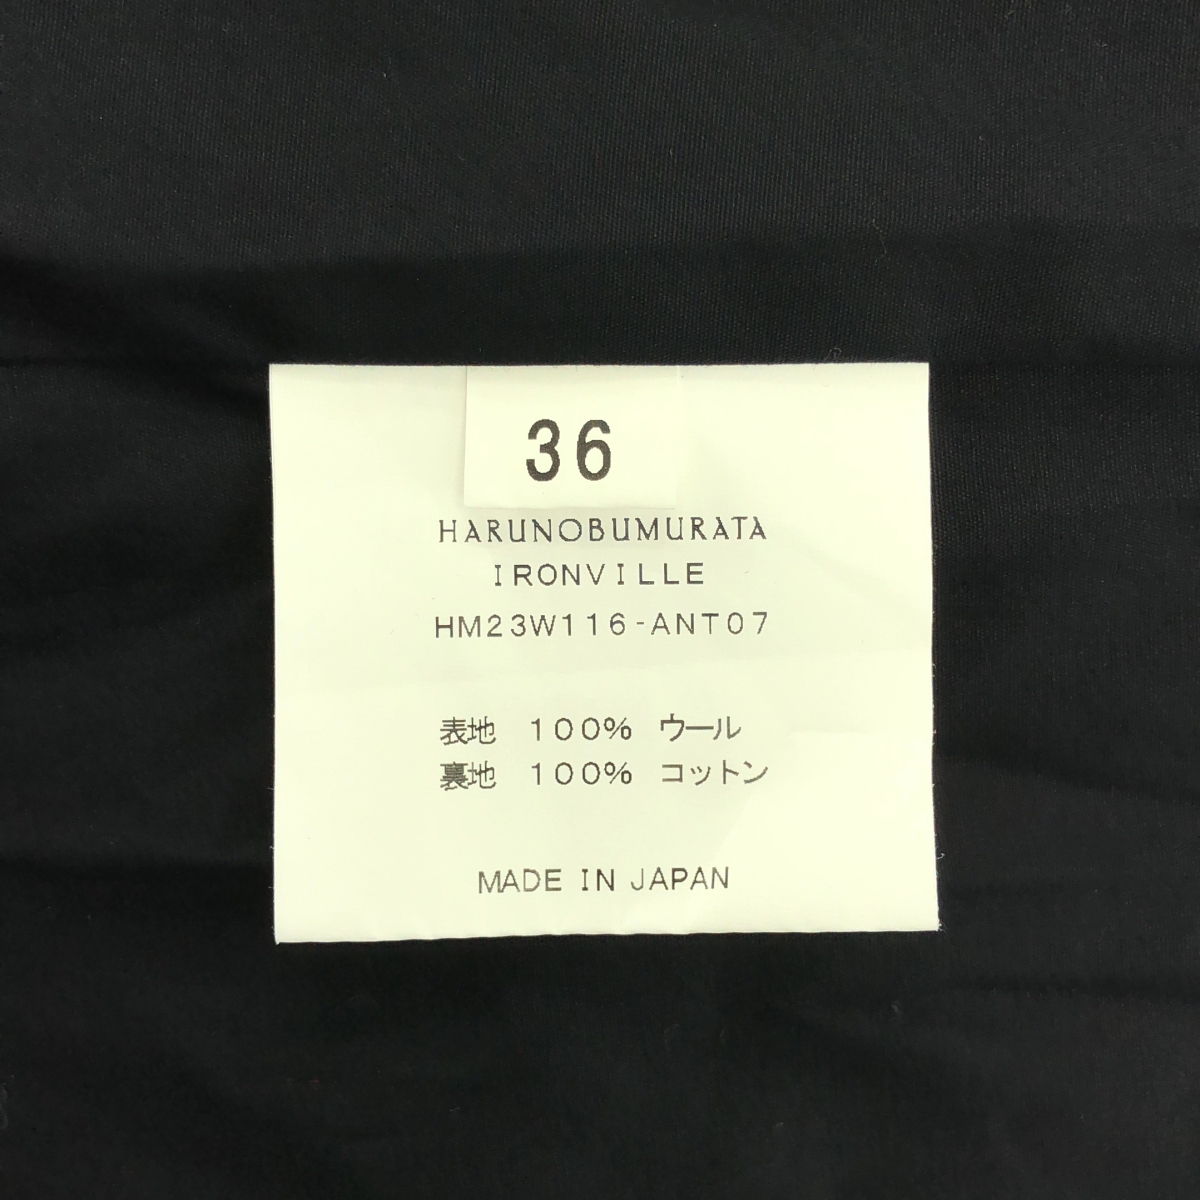 36
HARUNOBUMURATA
IRONVILLE
HM23W116-ANT07
表地 100% ウール
裏地 100% コットン
MADE IN JAPAN